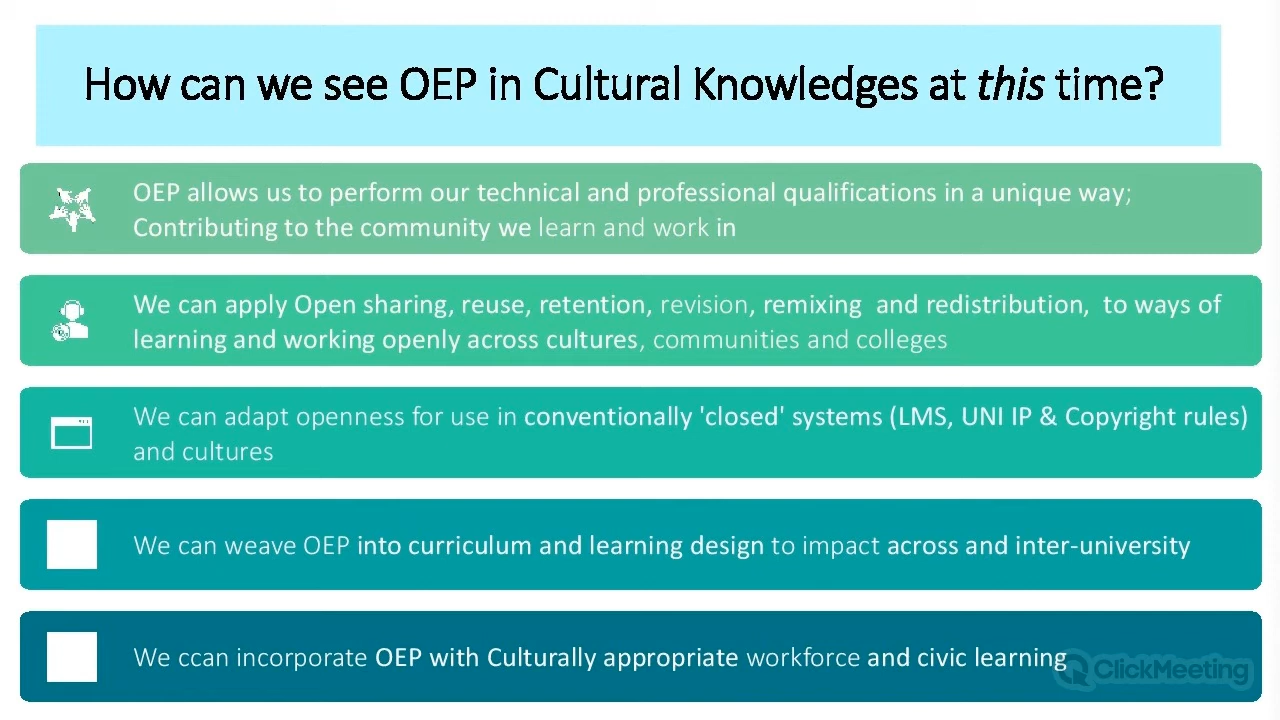 How can we see OEP in Cultural Knowledges at this time?
OEP allows us to perform our technical and professional qualifications in a unique way;
Contributing to the community we learn and work in
We can apply Open sharing, reuse, retention, revision, remixing  and redistribution,  to ways of
learning and working openly across cultures, communities and colleges
We can adapt openness for use in conventionally 'closed' systems (LMS, UNI IP & Copyright rules)
and cultures
We can weave OEP into curriculum and learning design to impact across and inter-university
We ccan incorporate OEP with Culturally appropriate workforce and civic learning
ClickMeeting